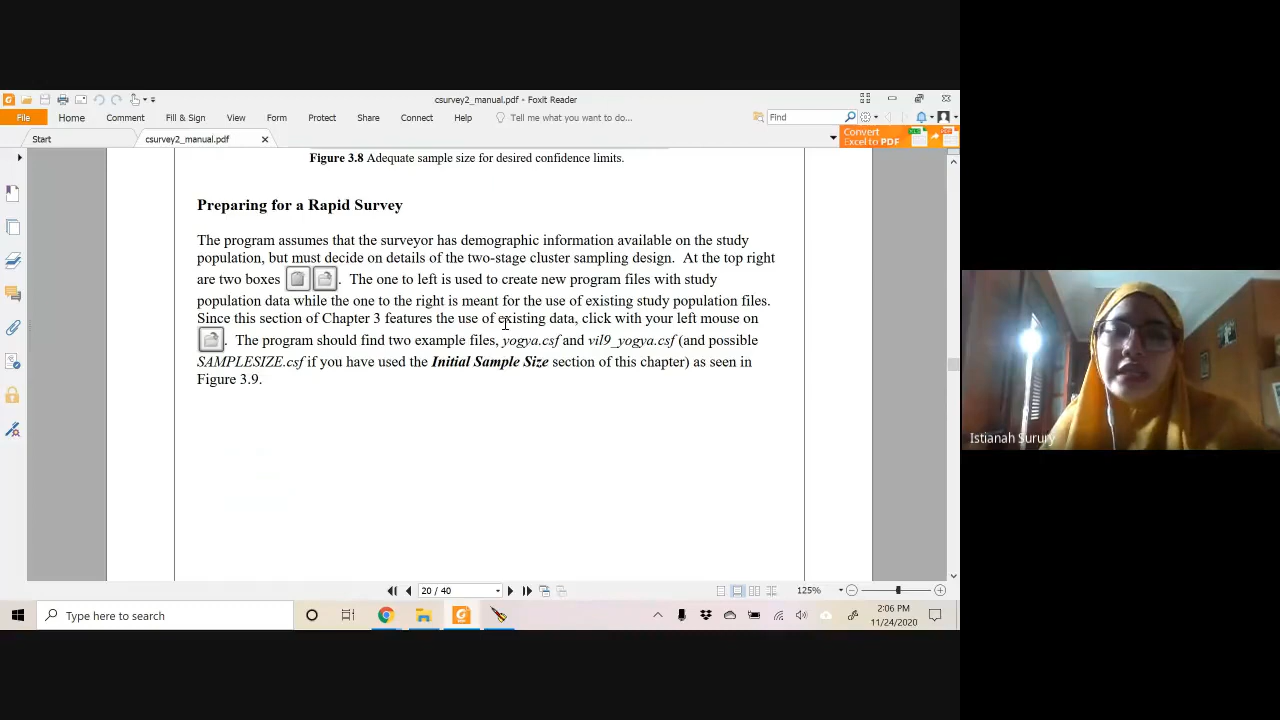 csurvey2_manual.pdf - Foxit Reader
File Home Comment Fill & Sign View Form Protect Share Connect Help Tell me what you want to do... Find
Start csurvey2_manual.pdf
Convert
Excel to PDF
Figure 3.8 Adequate sample size for desired confidence limits.
Preparing for a Rapid Survey
The program assumes that the surveyor has demographic information available on the study
population, but must decide on details of the two-stage cluster sampling design. At the top right
are two boxes . The one to left is used to create new program files with study
population data while the one to the right is meant for the use of existing study population files.
Since this section of Chapter 3 features the use of existing data, click with your left mouse on
. The program should find two example files, yogya.csf and vil9_yogya.csf (and possible
SAMPLESIZE.csf if you have used the Initial Sample Size section of this chapter) as seen in
Figure 3.9.
Istianah Surury
20 / 40 125%
Type here to search
2:06 PM
11/24/2020